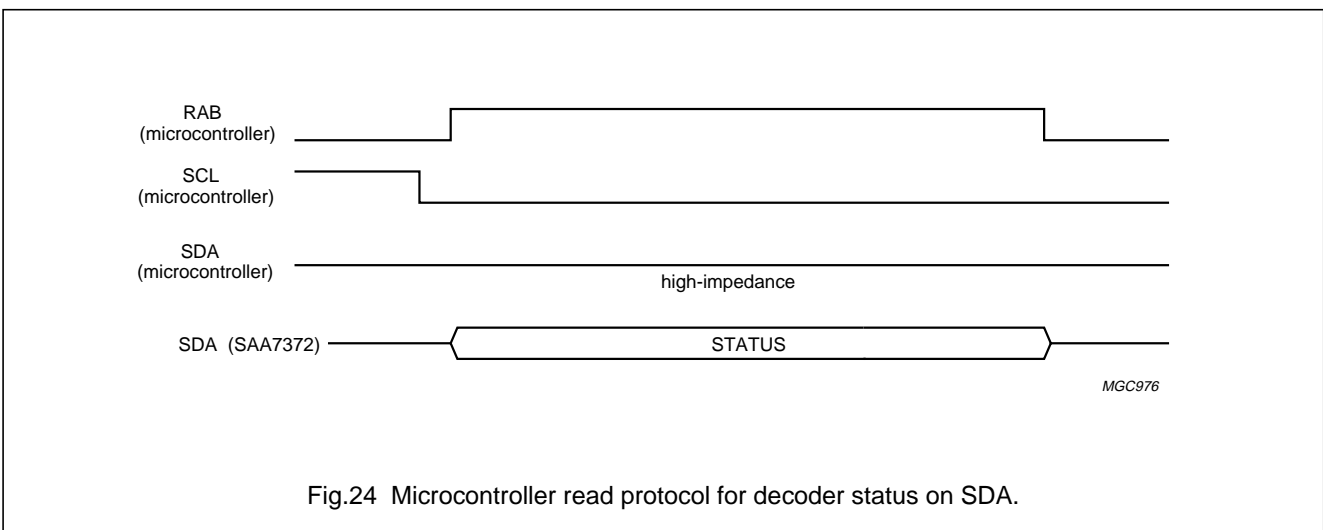 RAB
(microcontroller)
SCL
(microcontroller)
SDA
(microcontroller)
high-impedance
SDA (SAA7372)
STATUS
MGC976
Fig.24 Microcontroller read protocol for decoder status on SDA.